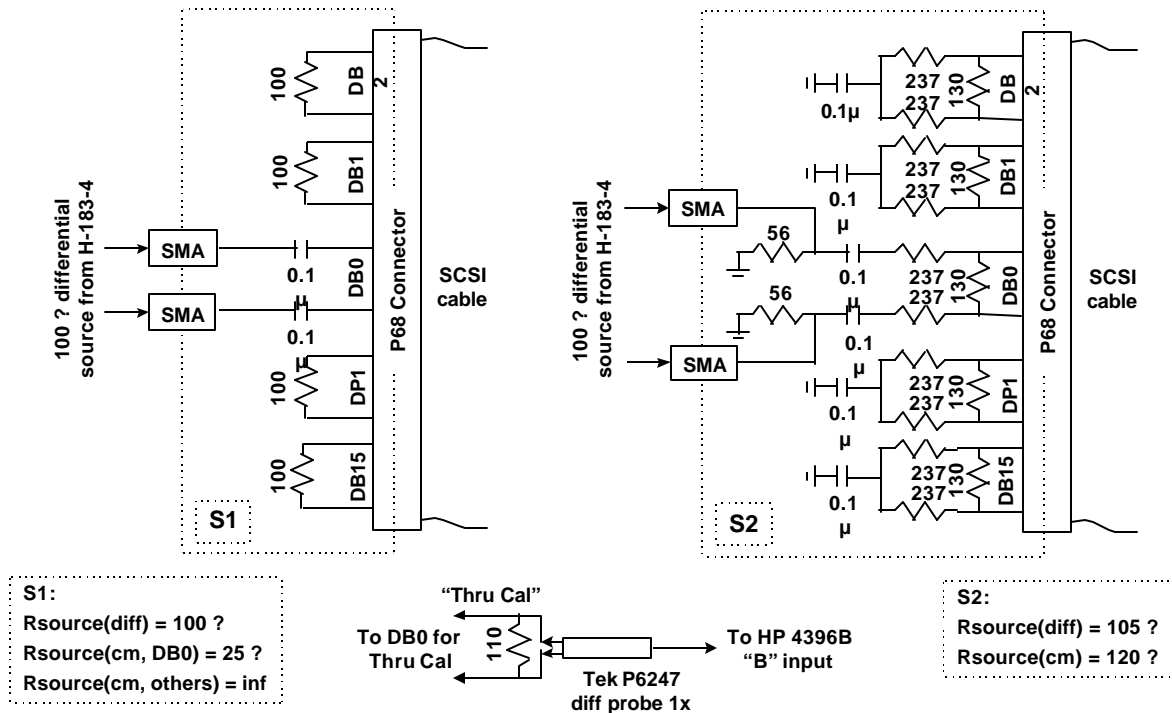 100
DB
2
100
DB1
100 ? differential
source from H-183-4
SMA
0.1
µ
DB0
SMA
0.1
µ
P68 Connector
SCSI
cable
100
DP1
100
DB15
S1
0.1µ
237
237
130
DB
2
0.1
µ
237
237
130
DB1
100 ? differential
source from H-183-4
SMA
56
0.1
µ
237
237
130
DB0
56
0.1
µ
SMA
P68 Connector
SCSI
cable
0.1
µ
237
237
130
DP1
0.1
µ
237
237
130
DB15
S2
S1:
Rsource(diff) = 100 ?
Rsource(cm, DB0) = 25 ?
Rsource(cm, others) = inf
“Thru Cal”
To DB0 for
Thru Cal
110
Tek P6247
diff probe 1x
To HP 4396B
“B” input
S2:
Rsource(diff) = 105 ?
Rsource(cm) = 120 ?